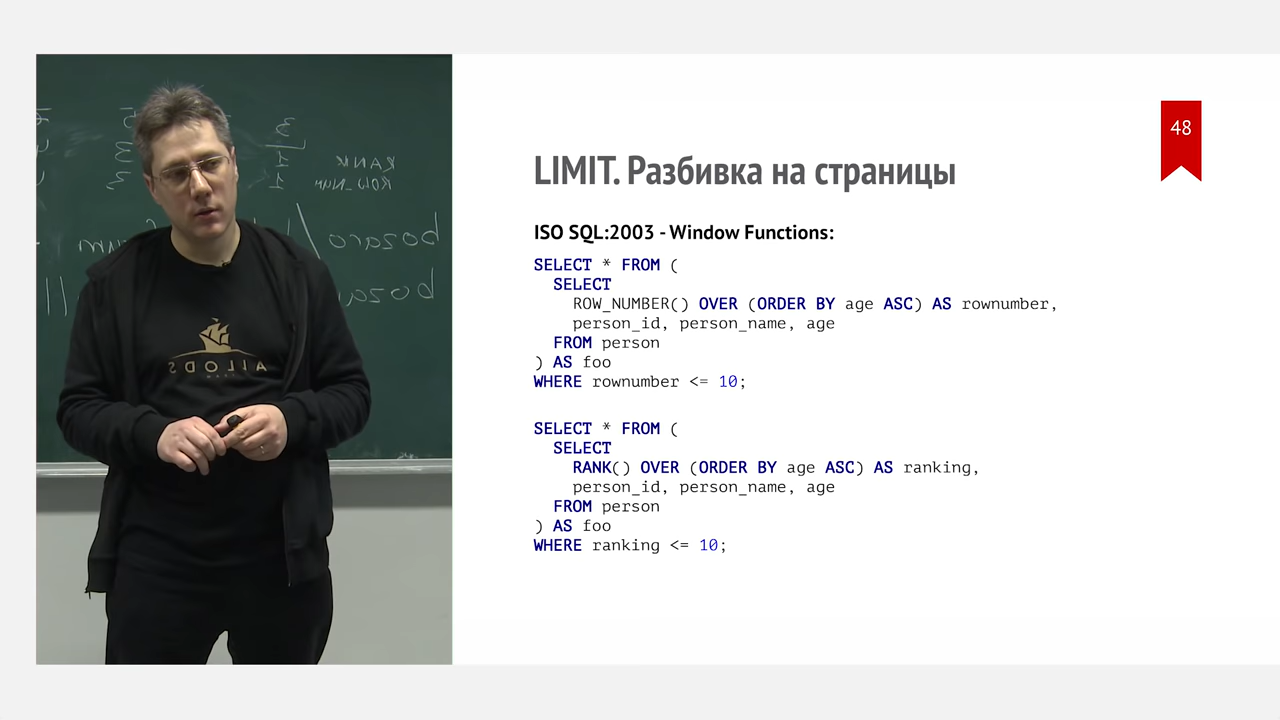 48
LIMIT. Разбивка на страницы
ISO SQL:2003 - Window Functions:
SELECT * FROM (
SELECT
ROW_NUMBER() OVER (ORDER BY age ASC) AS rownumber,
person_id, person_name, age
FROM person
) AS foo
WHERE rownumber <= 10;
SELECT * FROM (
SELECT
RANK() OVER (ORDER BY age ASC) AS ranking,
person_id, person_name, age
FROM person
) AS foo
WHERE ranking <= 10;
RANK
ROW_NUM
ALLODS